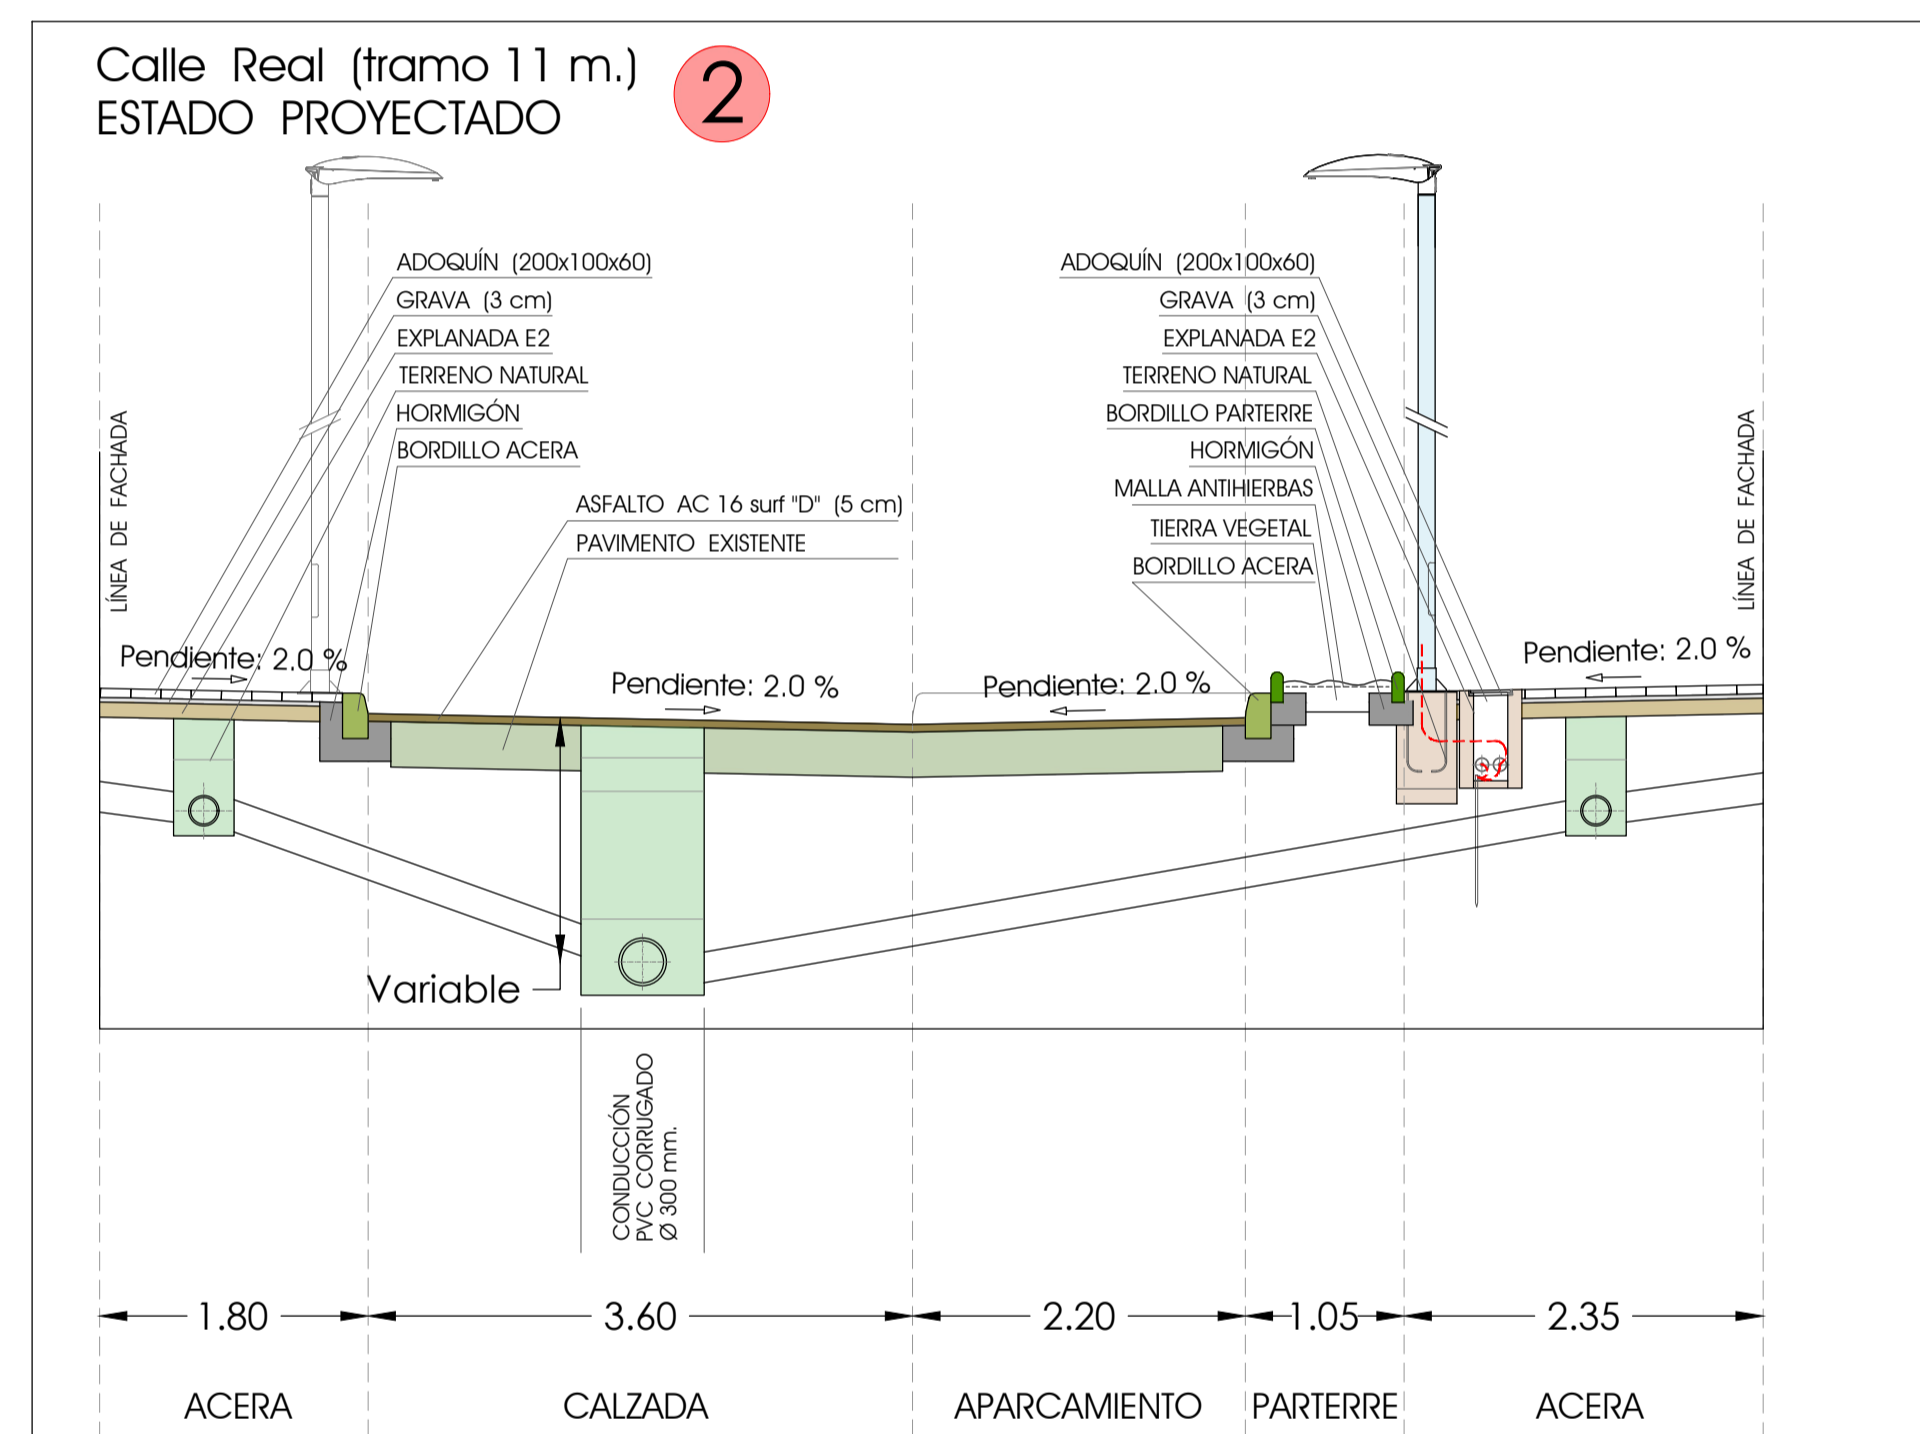 Calle Real (tramo 11 m.)
ESTADO PROYECTADO
2
ADOQUÍN (200x100x60)
GRAVA (3 cm)
EXPLANADA E2
TERRENO NATURAL
HORMIGÓN
BORDILLO ACERA
ASFALTO AC 16 surf "D" (5 cm)
PAVIMENTO EXISTENTE
ADOQUÍN (200x100x60)
GRAVA (3 cm)
EXPLANADA E2
TERRENO NATURAL
BORDILLO PARTERRE
HORMIGÓN
MALLA ANTIHIERBAS
TIERRA VEGETAL
BORDILLO ACERA
LÍNEA DE FACHADA
LÍNEA DE FACHADA
Pendiente: 2.0 %
Pendiente: 2.0 %
Pendiente: 2.0 %
Pendiente: 2.0 %
Variable
CONDUCCIÓN
PVC CORRUGADO
Ø 300 mm.
1.80
3.60
2.20
1.05
2.35
ACERA
CALZADA
APARCAMIENTO
PARTERRE
ACERA